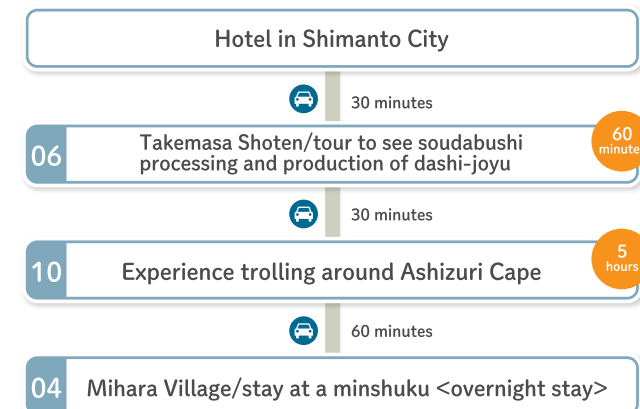 Hotel in Shimanto City
30 minutes
06
Takemasa Shoten/tour to see soudabushi
processing and production of dashi-joyu
60
minute
30 minutes
10
Experience trolling around Ashizuri Cape
5
hours
60 minutes
04
Mihara Village/stay at a minshuku <overnight stay>